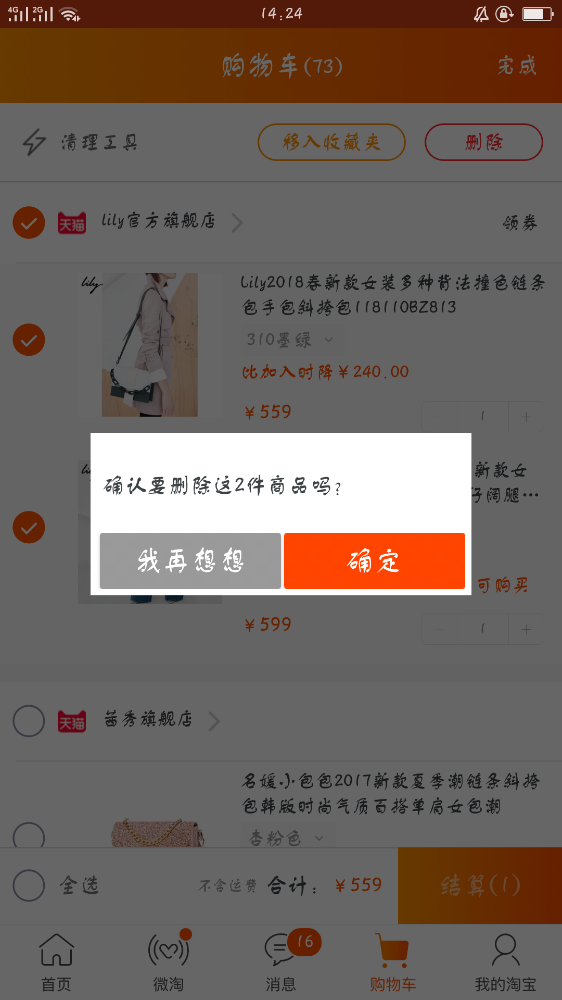 4G 2G 14:24
购物车(73)
完成
清理工具
移入收藏夹
删除
天猫 lily官方旗舰店
领券
lily
Lily2018春新款女装多种背法撞色链条
包手包斜挎包118110BZ813
310墨绿
比加入时降￥240.00
￥559
1
新款女
仔阔腿…
确认要删除这2件商品吗?
我再想想
确定
可购买
￥599
1
天猫 茜秀旗舰店
名媛小包包2017新款夏季潮链条斜挎
包韩版时尚气质百搭单肩女包潮
杏粉色
全选
不含运费 合计：￥559
结算(1)
16
首页
微淘
消息
购物车
我的淘宝